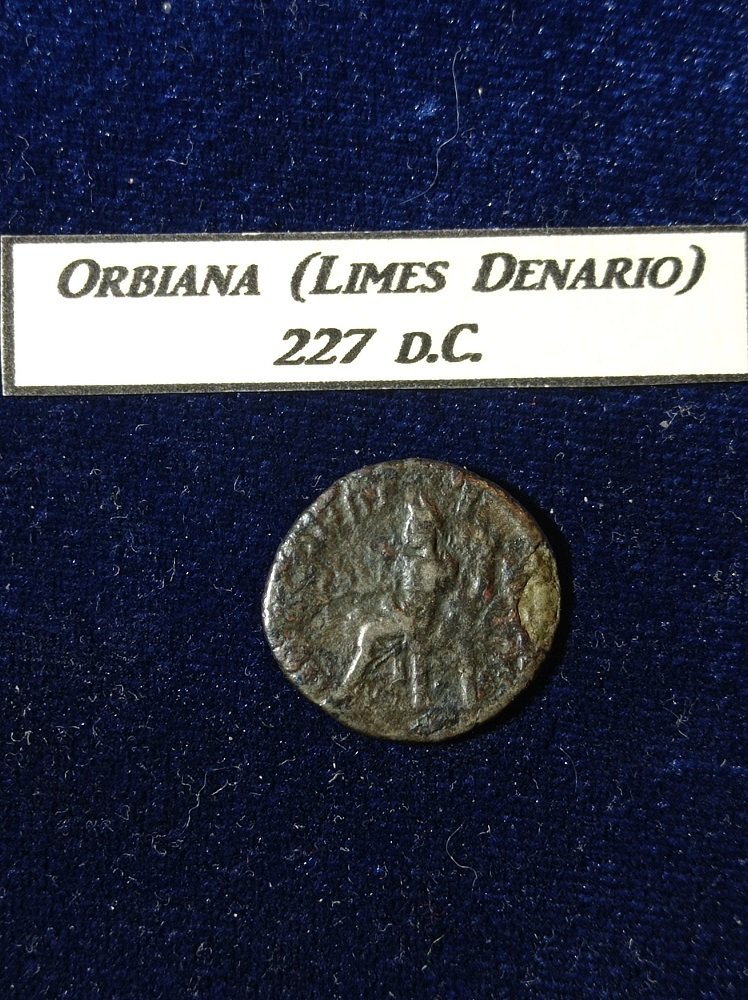 ORBIANA (LIMES DENARIO)
227 D.C.